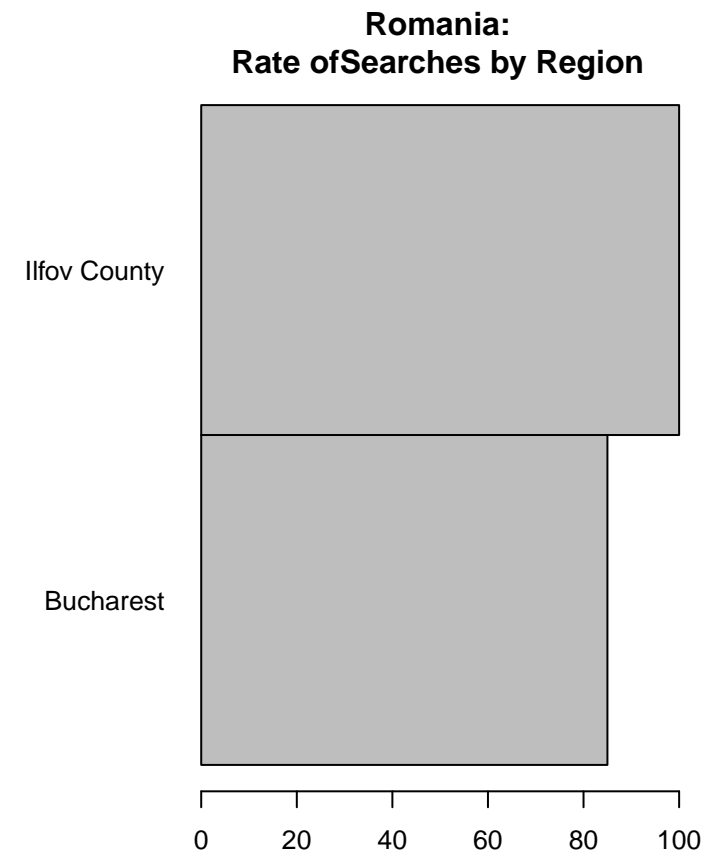 Romania:
Rate ofSearches by Region
Ilfov County
Bucharest
0 20 40 60 80 100